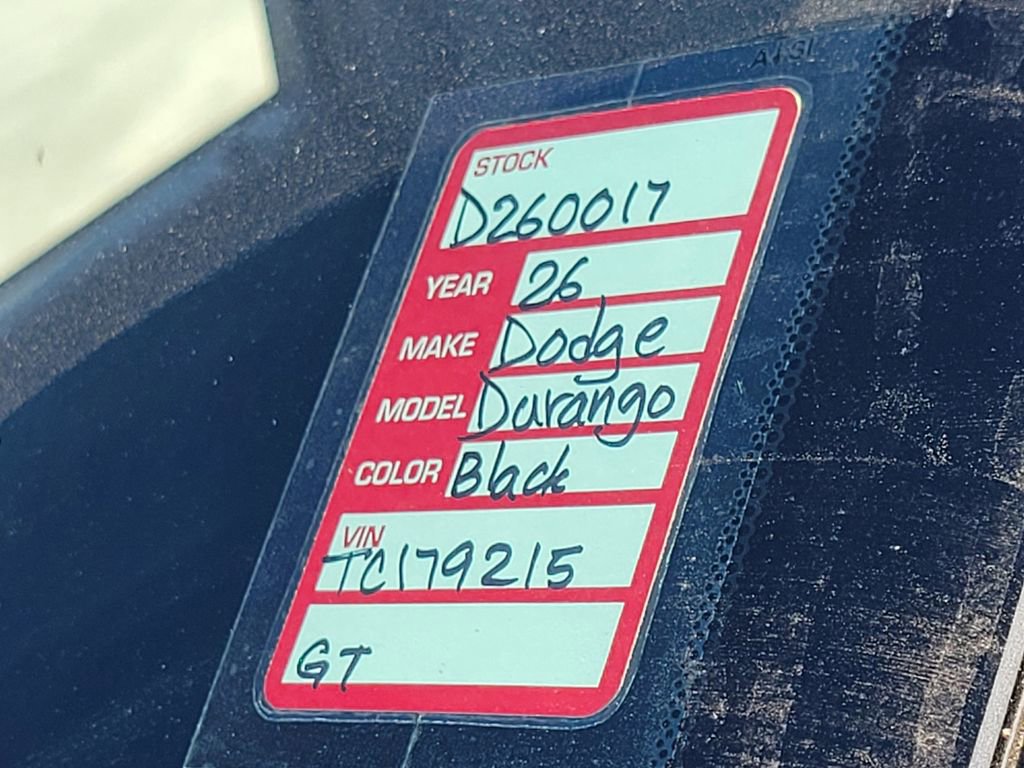 STOCK
D260017
YEAR 26
MAKE Dodge
MODEL Durango
COLOR Black
VIN
TC179215
GT